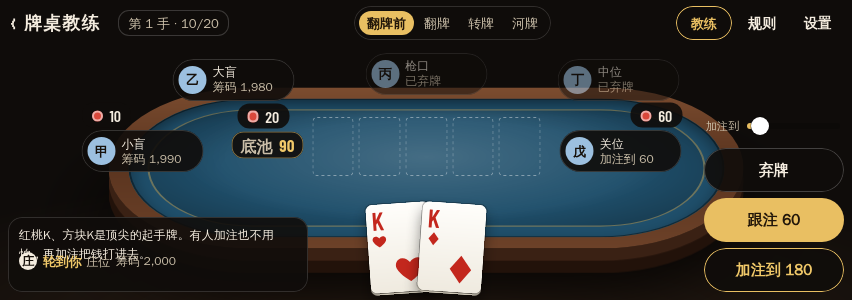 ‹ 牌桌教练
第 1 手 · 10/20
翻牌前 翻牌 转牌 河牌
教练 规则 设置
乙 大盲
筹码 1,980
丙 枪口
已弃牌
丁 中位
已弃牌
10
20
60
加注到
底池 90
甲 小盲
筹码 1,990
戊 关位
加注到 60
弃牌
跟注 60
加注到 180
K
K
红桃K、方块K是顶尖的起手牌。有人加注也不用
再加注把钱打进去
庄 轮到你 庄位 筹码 2,000